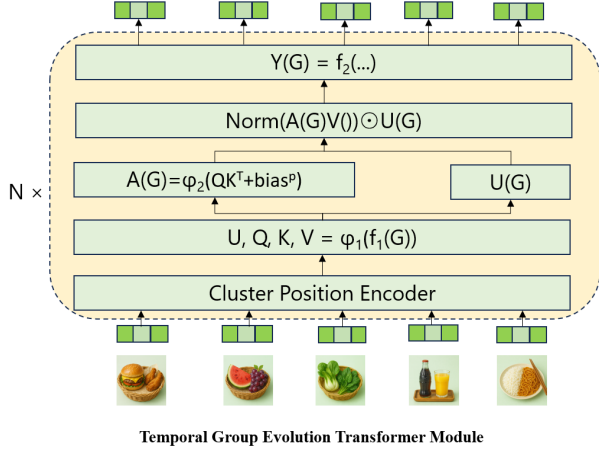 Y(G) = f₂(...)
Norm(A(G)V())⊙U(G)
A(G)=φ₂(QKᵀ+biasᵖ)
U(G)
N ×
U, Q, K, V = φ₁(f₁(G))
Cluster Position Encoder
Temporal Group Evolution Transformer Module